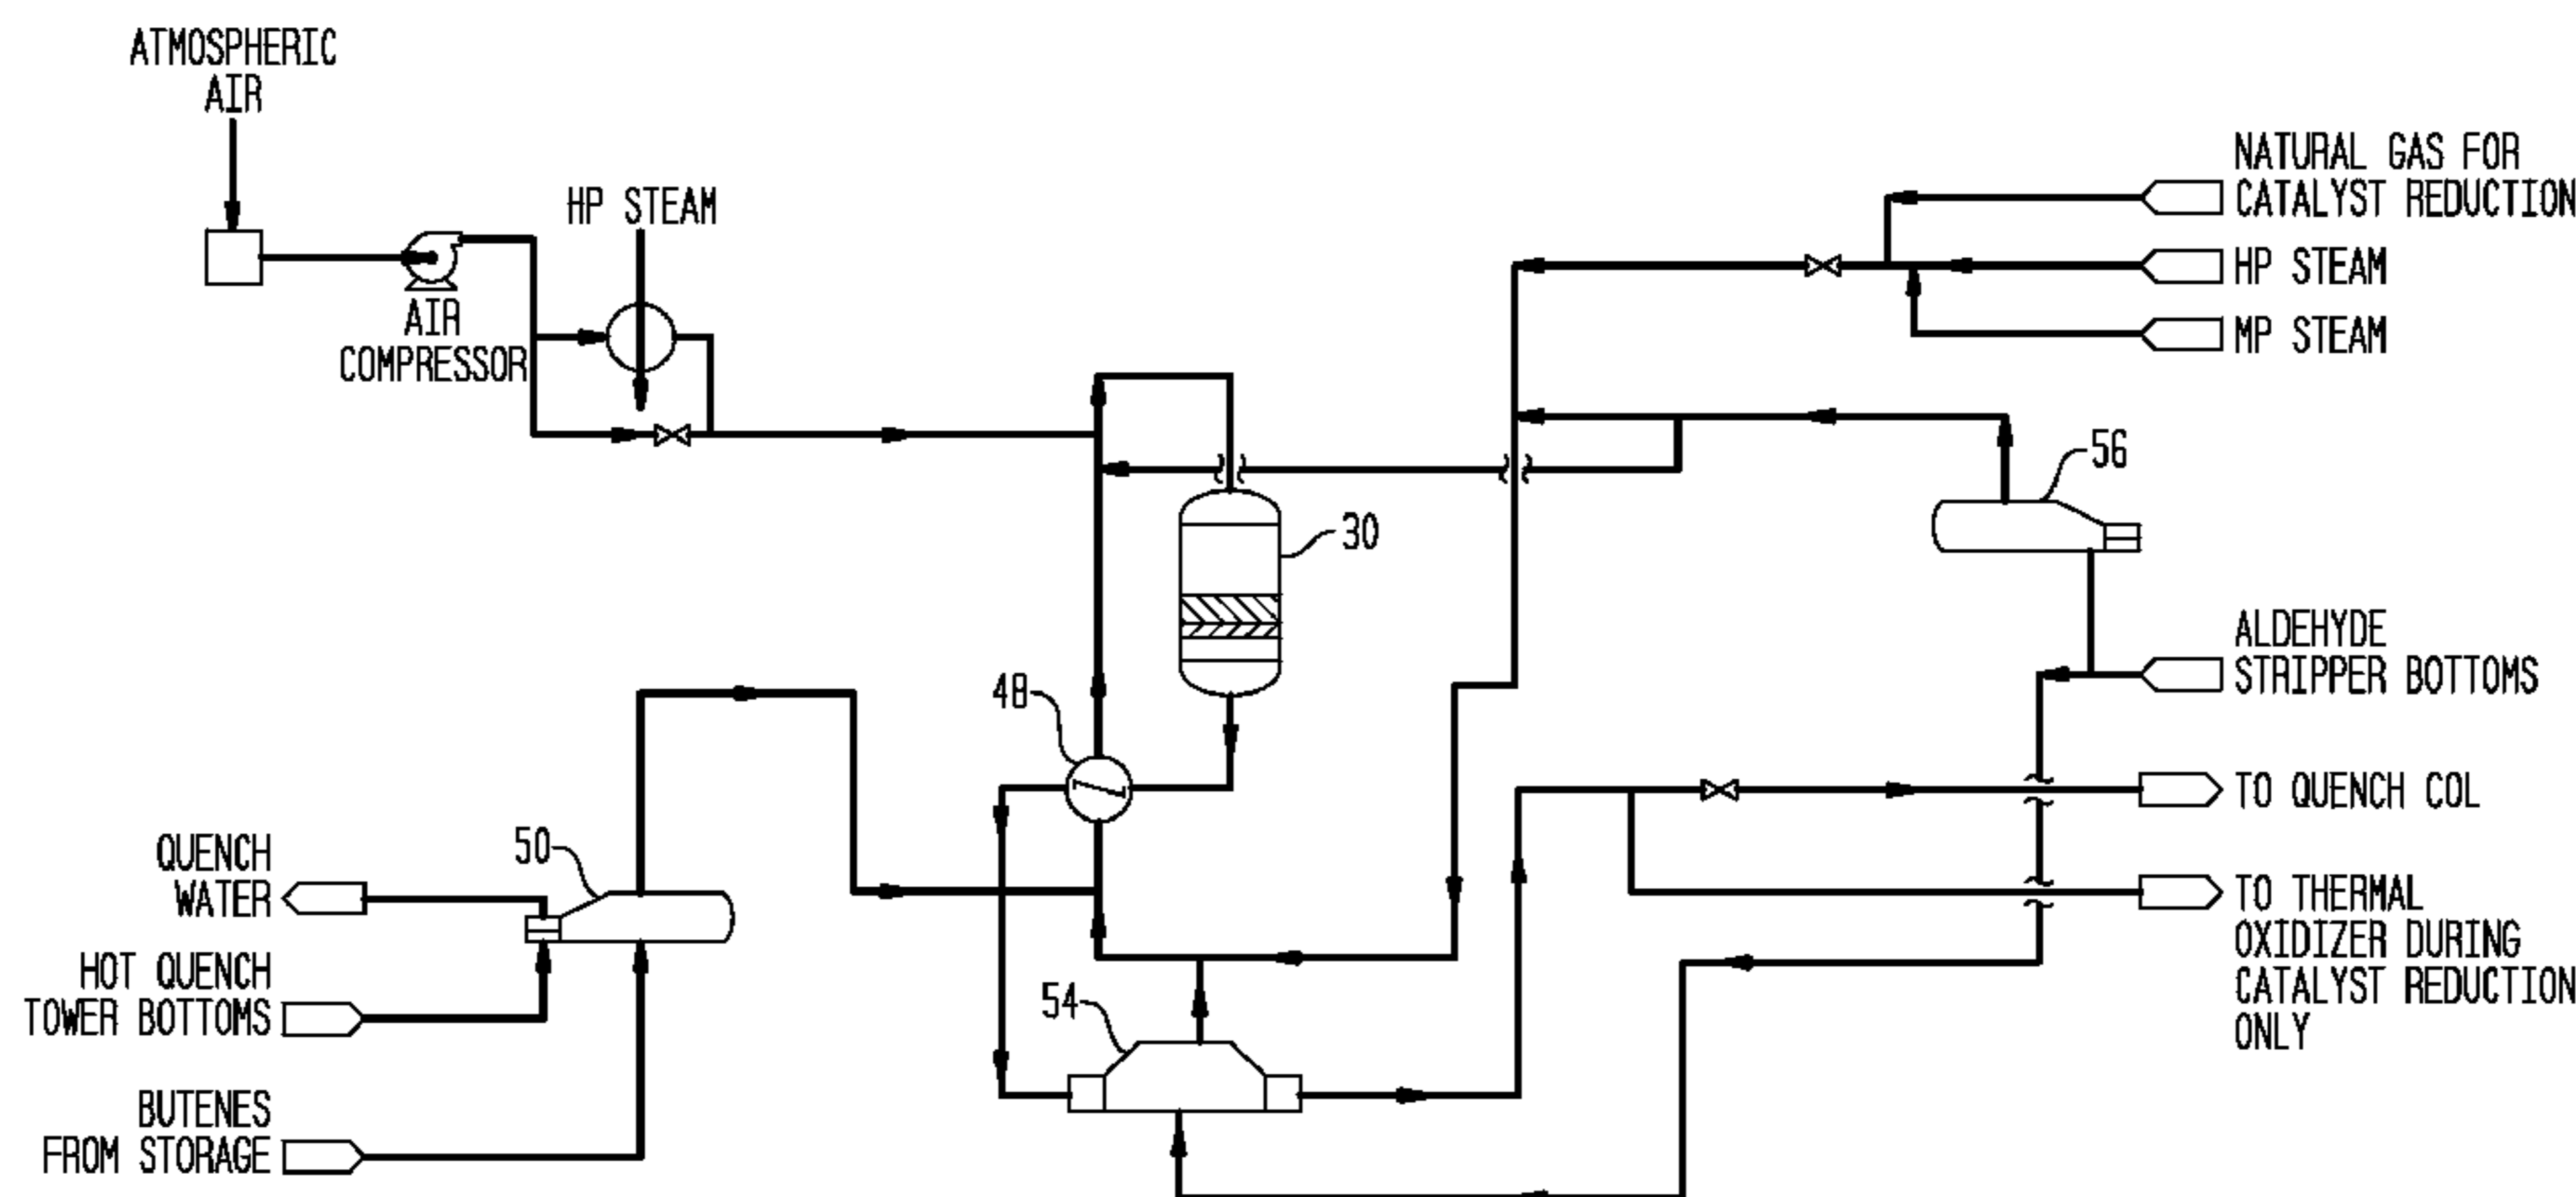 ATMOSPHERIC
AIR
HP STEAM
AIR
COMPRESSOR
NATURAL GAS FOR
CATALYST REDUCTION
HP STEAM
MP STEAM
56
30
ALDEHYDE
STRIPPER BOTTOMS
48
TO QUENCH COL
50
QUENCH
WATER
TO THERMAL
OXIDIZER DURING
CATALYST REDUCTION
ONLY
HOT QUENCH
TOWER BOTTOMS
54
BUTENES
FROM STORAGE